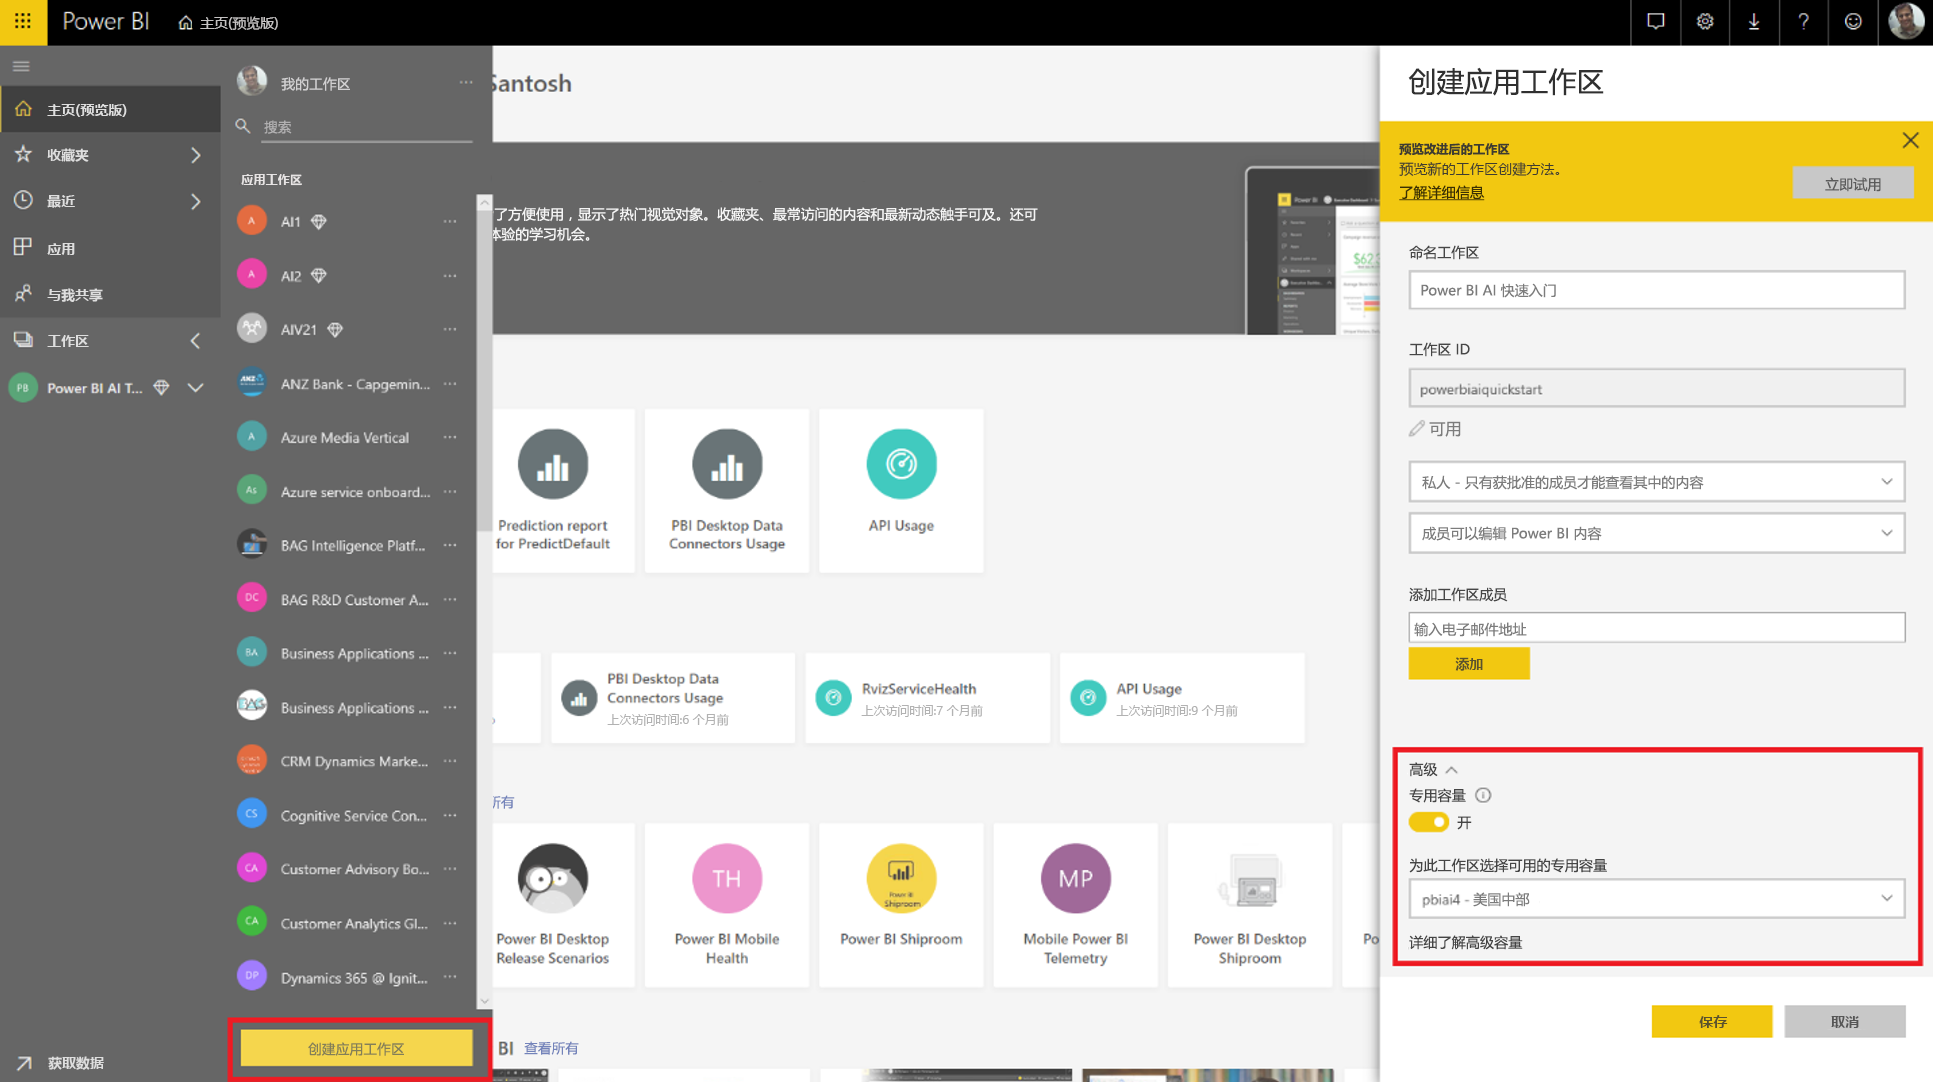 Power BI
主页(预览版)
主页(预览版)
收藏夹
最近
应用
与我共享
工作区
PB
Power BI AI T...
获取数据
我的工作区
搜索
应用工作区
A
AI1
A
AI2
AIV21
ANZ
ANZ Bank - Capgemin...
A
Azure Media Vertical
As
Azure service onboard...
BAG Intelligence Platf...
DC
BAG R&D Customer A...
BA
Business Applications ...
BAG
Business Applications ...
CRM Dynamics Marke...
CS
Cognitive Service Con...
CA
Customer Advisory Bo...
CA
Customer Analytics Gl...
DP
Dynamics 365 @ Ignit...
创建应用工作区
Santosh
了方便使用，显示了热门视觉对象。收藏夹、最常访问的内容和最新动态触手可及。还可
体验的学习机会。
Power BI
$623
Prediction report
for PredictDefault
PBI Desktop Data
Connectors Usage
API Usage
PBI Desktop Data
Connectors Usage
上次访问时间:6 个月前
RvizServiceHealth
上次访问时间:7 个月前
API Usage
上次访问时间:9 个月前
所有
Power BI Desktop
Release Scenarios
TH
Power BI Mobile
Health
Power BI
Shiproom
Power BI Shiproom
MP
Mobile Power BI
Telemetry
Power BI Desktop
Shiproom
Po
BI
查看所有
创建应用工作区
预览改进后的工作区
预览新的工作区创建方法。
了解详细信息
立即试用
命名工作区
Power BI AI 快速入门
工作区 ID
powerbiaiquickstart
可用
私人 - 只有获批准的成员才能查看其中的内容
成员可以编辑 Power BI 内容
添加工作区成员
输入电子邮件地址
添加
高级
专用容量
开
为此工作区选择可用的专用容量
pbiai4 - 美国中部
详细了解高级容量
保存
取消